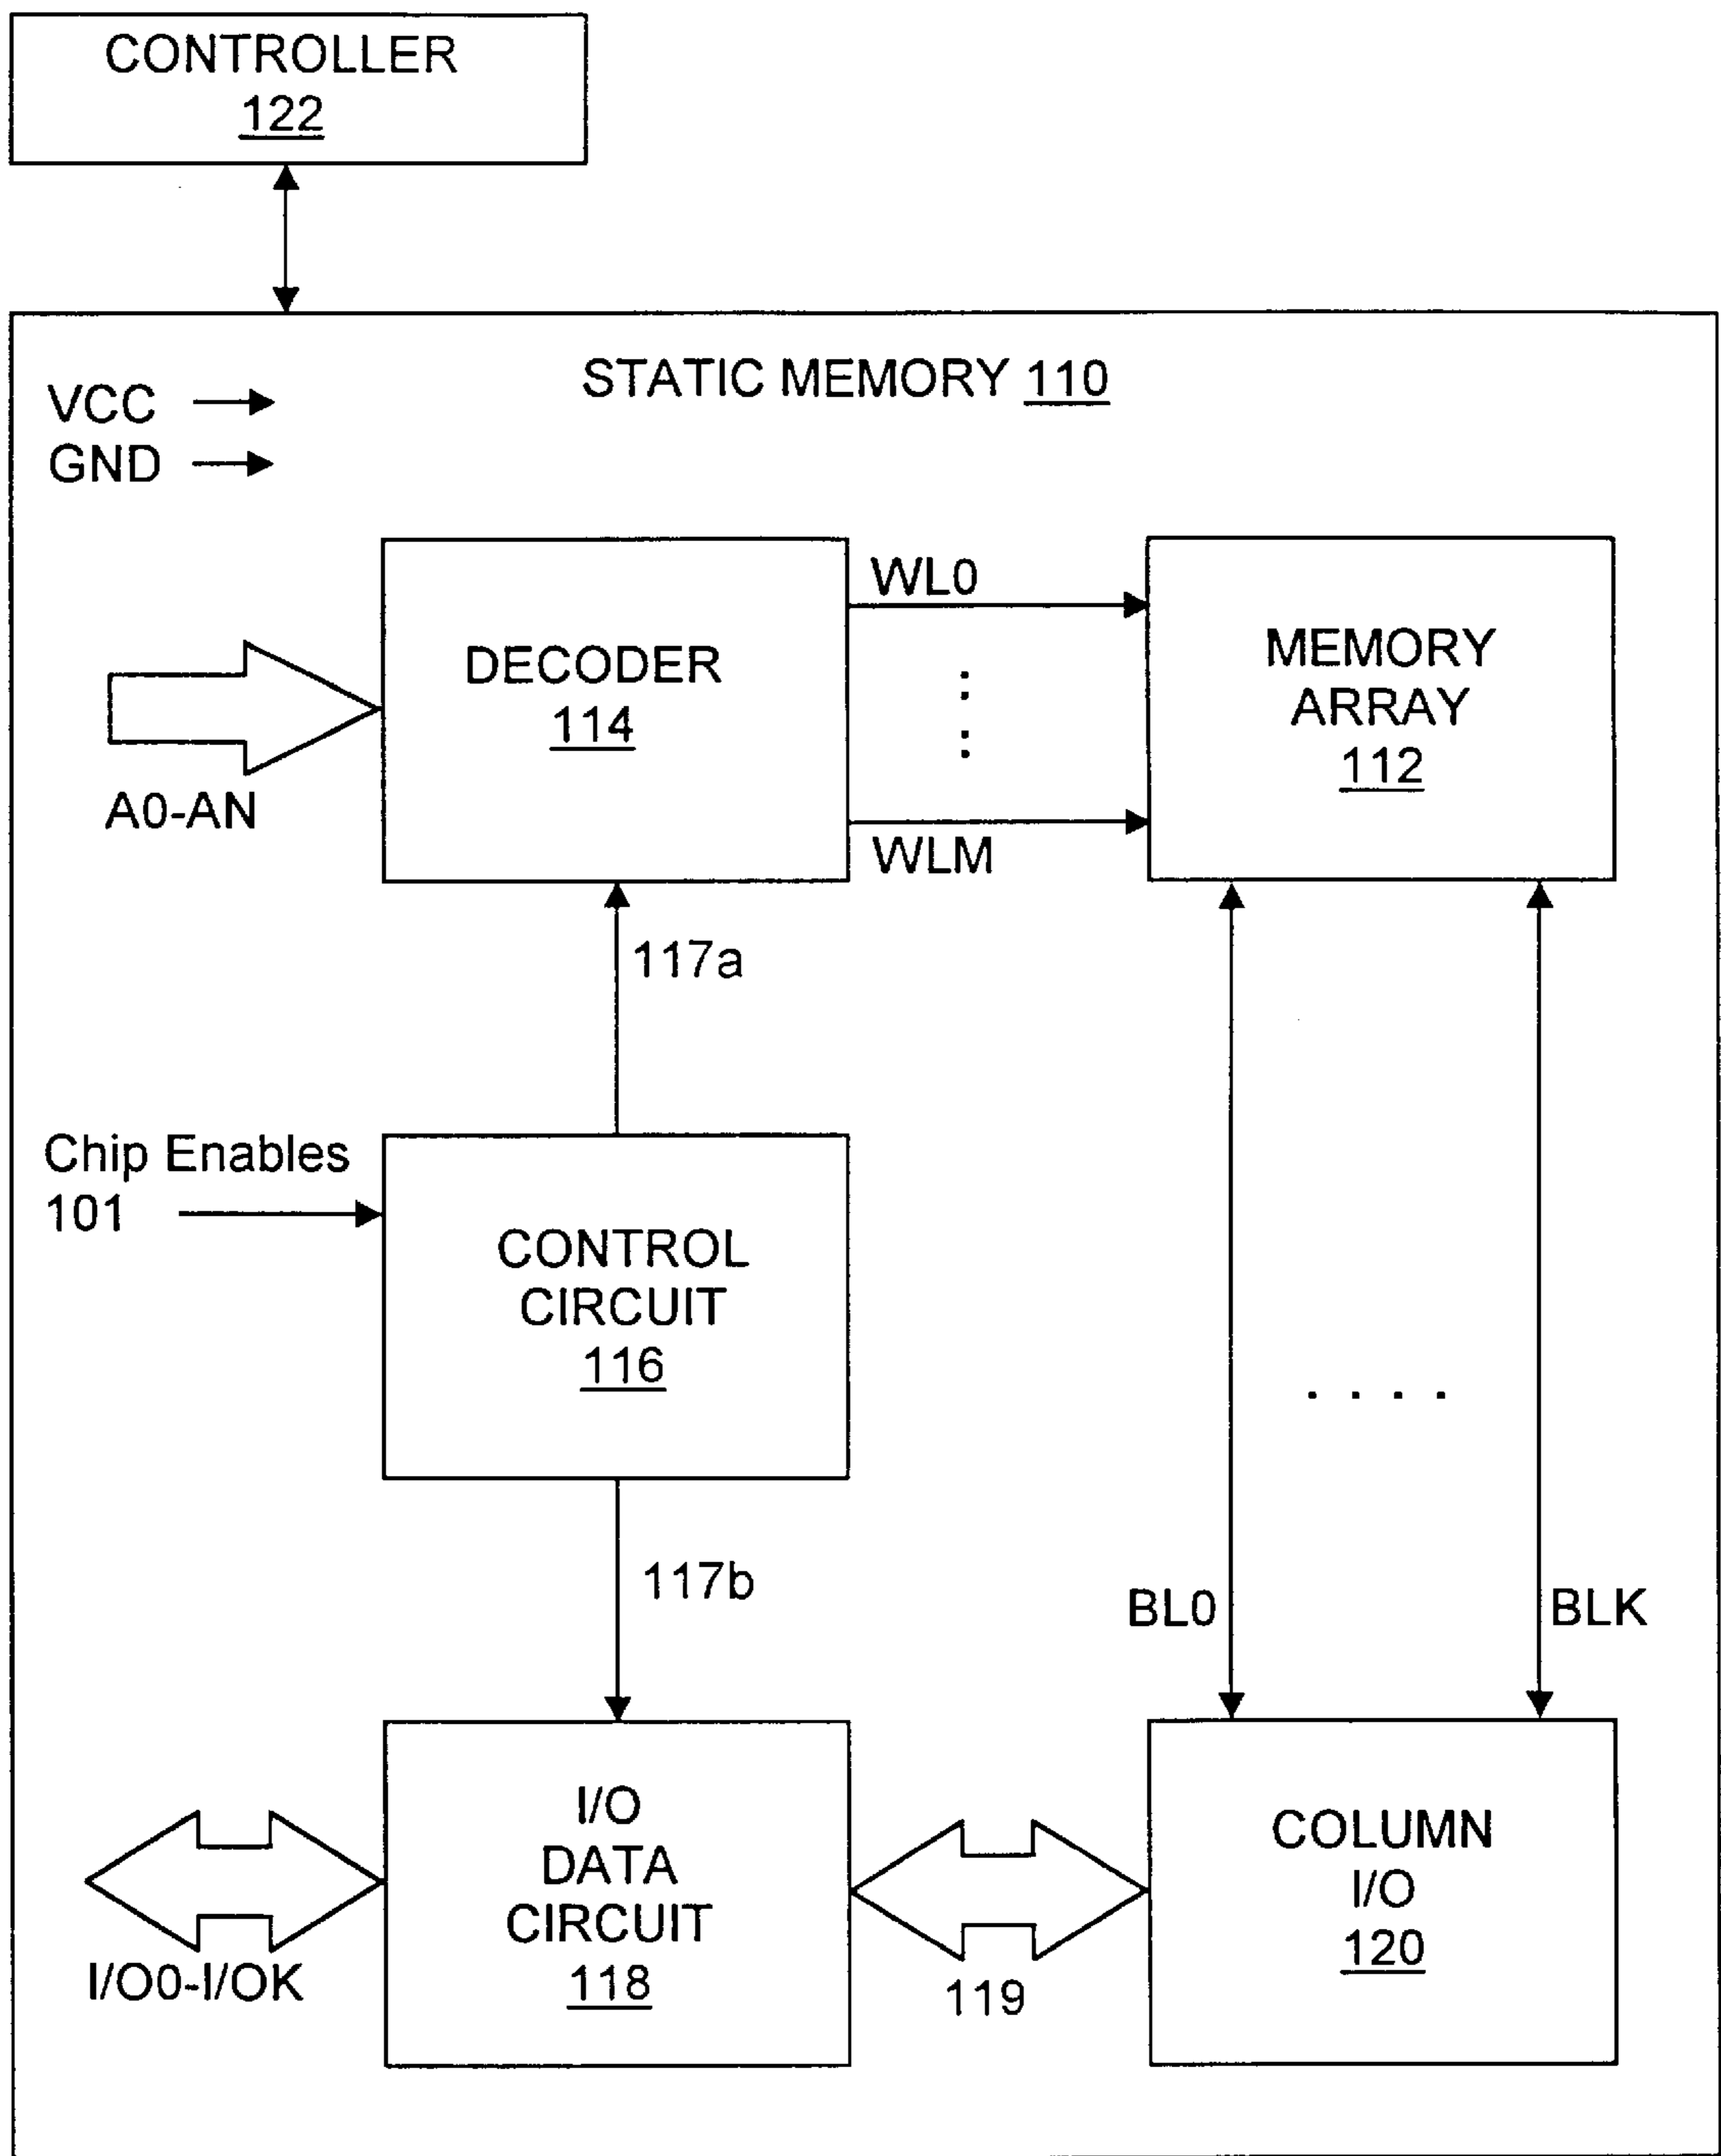 CONTROLLER
122
STATIC MEMORY 110
VCC
GND
WL0
DECODER
114
MEMORY
ARRAY
112
A0-AN
WLM
117a
Chip Enables
101
CONTROL
CIRCUIT
116
117b
BL0
BLK
I/O
DATA
CIRCUIT
118
COLUMN
I/O
120
I/O0-I/OK
119